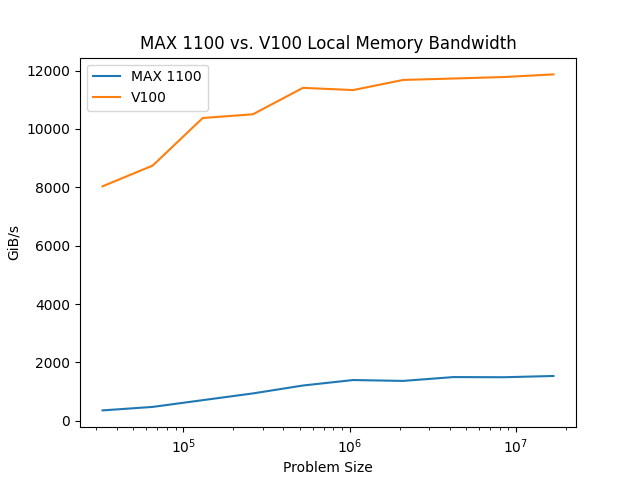 MAX 1100 vs. V100 Local Memory Bandwidth
MAX 1100
V100
12000
10000
8000
6000
4000
2000
0
GiB/s
10⁵
10⁶
10⁷
Problem Size